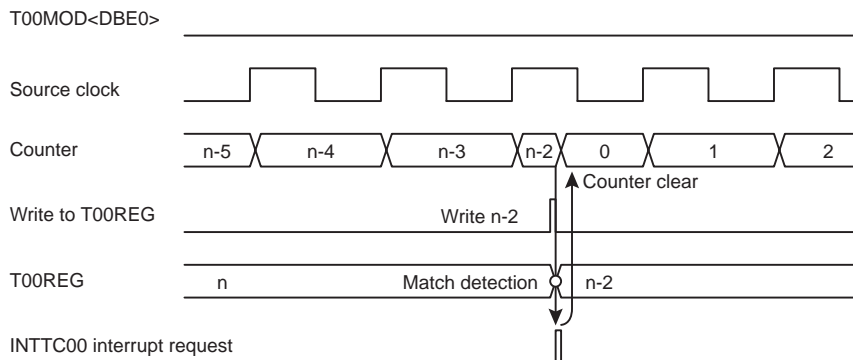 T00MOD<DBE0>
Source clock
Counter n-5 n-4 n-3 n-2 0 1 2
Counter clear
Write to T00REG Write n-2
T00REG n Match detection n-2
INTTC00 interrupt request